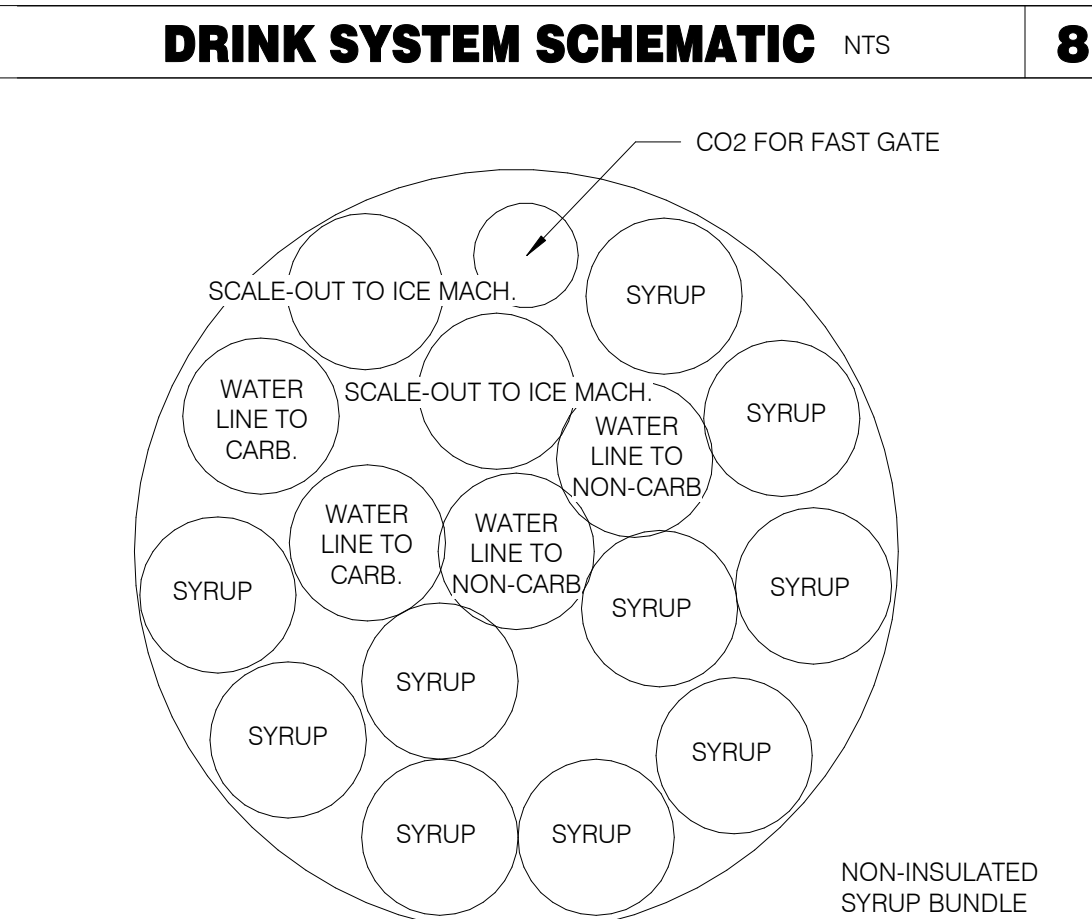 DRINK SYSTEM SCHEMATIC NTS 8
CO2 FOR FAST GATE
SCALE-OUT TO ICE MACH.
SYRUP
WATER
LINE TO
CARB.
SCALE-OUT TO ICE MACH.
WATER
LINE TO
NON-CARB
SYRUP
WATER
LINE TO
CARB.
WATER
LINE TO
NON-CARB
SYRUP
SYRUP
SYRUP
SYRUP
SYRUP
SYRUP
SYRUP
SYRUP
SYRUP
NON-INSULATED
SYRUP BUNDLE